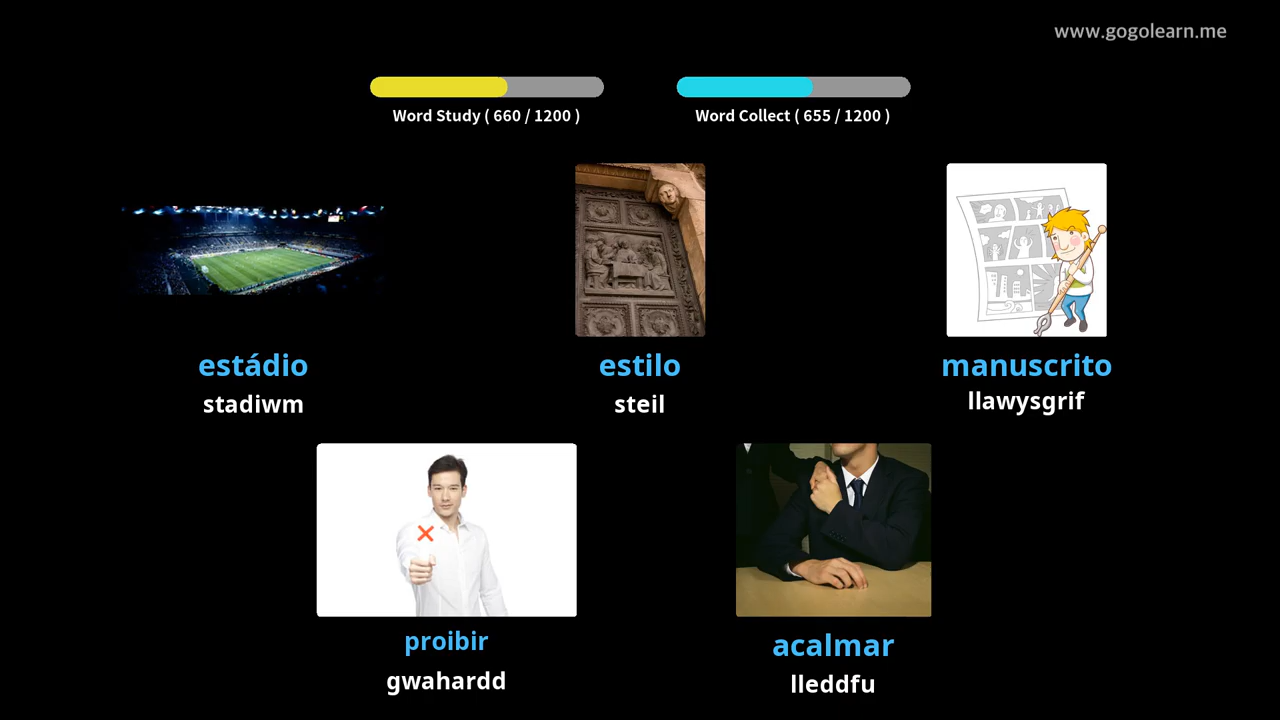 www.gogolearn.me
Word Study ( 660 / 1200 )
Word Collect ( 655 / 1200 )
estádio
stadiwm
estilo
steil
manuscrito
llawysgrif
proibir
gwahardd
acalmar
lleddfu